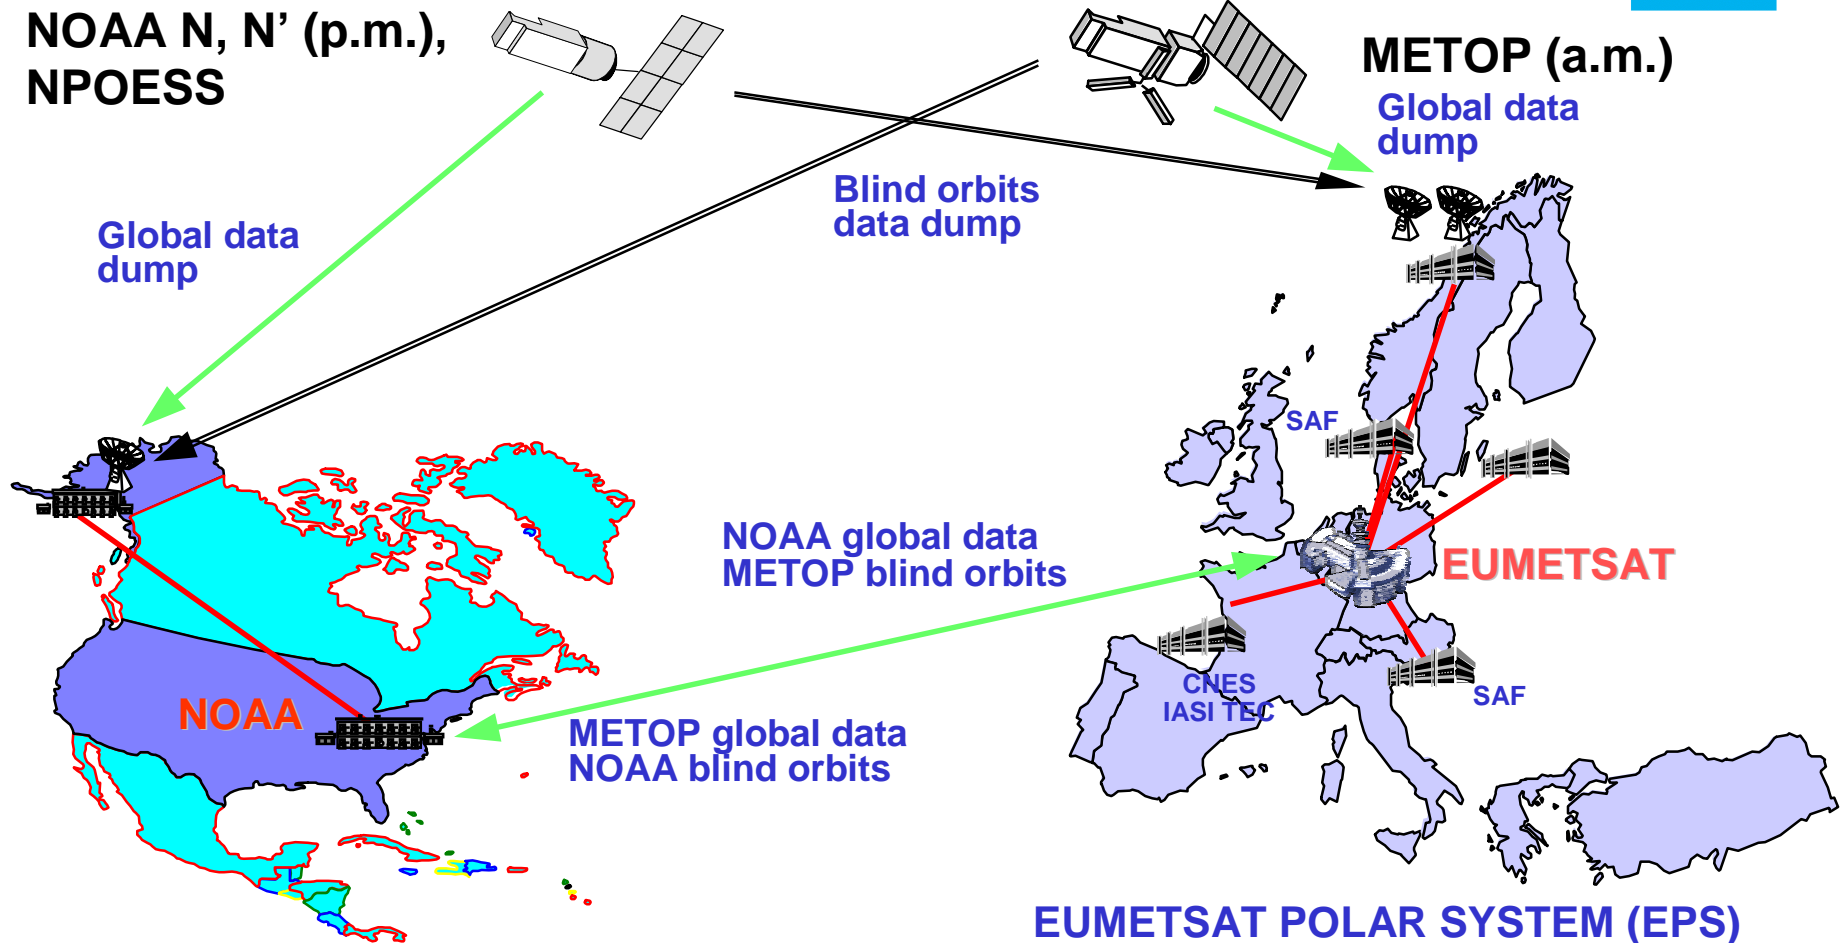 NOAA N, N’ (p.m.),
NPOESS
METOP (a.m.)
Global data
dump
Blind orbits
data dump
Global data
dump
SAF
NOAA global data
METOP blind orbits
EUMETSAT
CNES
IASI TEC
SAF
NOAA
METOP global data
NOAA blind orbits
EUMETSAT POLAR SYSTEM (EPS)